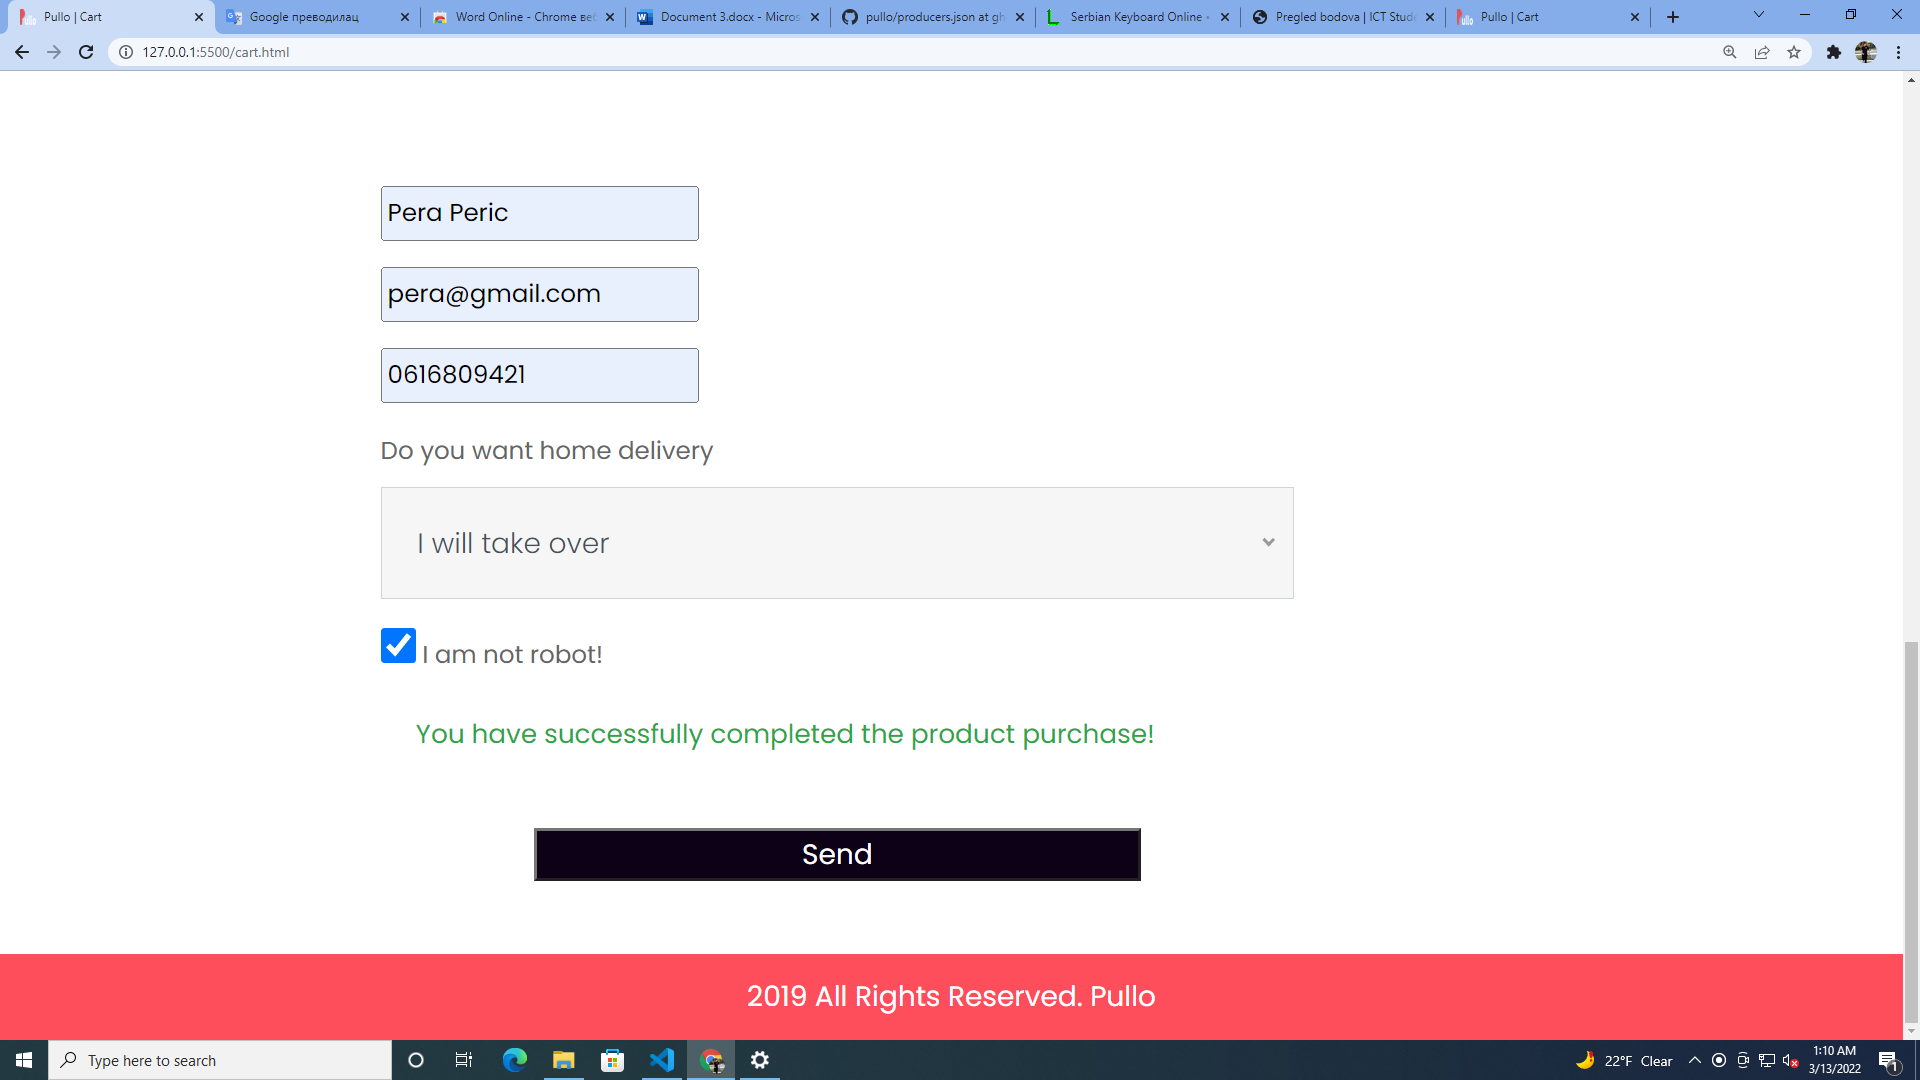 Pullo | Cart
Google преводилац
Word Online - Chrome веб
Document 3.docx - Micros
pullo/producers.json at gh
Serbian Keyboard Online
Pregled bodova | ICT Stud
Pullo | Cart
127.0.0.1:5500/cart.html
Pera Peric
pera@gmail.com
0616809421
Do you want home delivery
I will take over
I am not robot!
You have successfully completed the product purchase!
Send
2019 All Rights Reserved. Pullo
Type here to search
22°F Clear
1:10 AM
3/13/2022
1